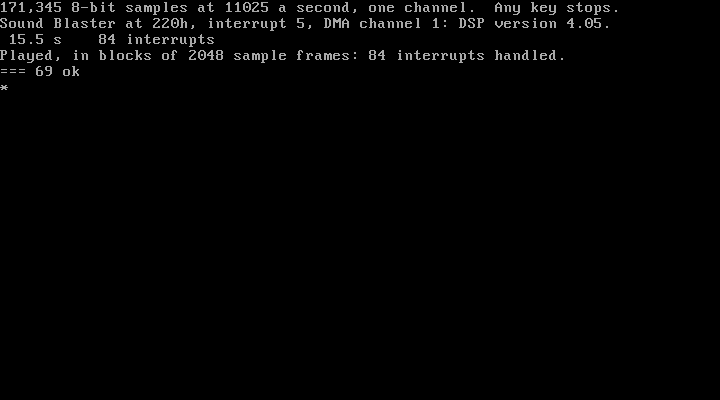 171,345 8-bit samples at 11025 a second, one channel.  Any key stops.
Sound Blaster at 220h, interrupt 5, DMA channel 1: DSP version 4.05.
 15.5 s    84 interrupts
Played, in blocks of 2048 sample frames: 84 interrupts handled.
=== 69 ok
*